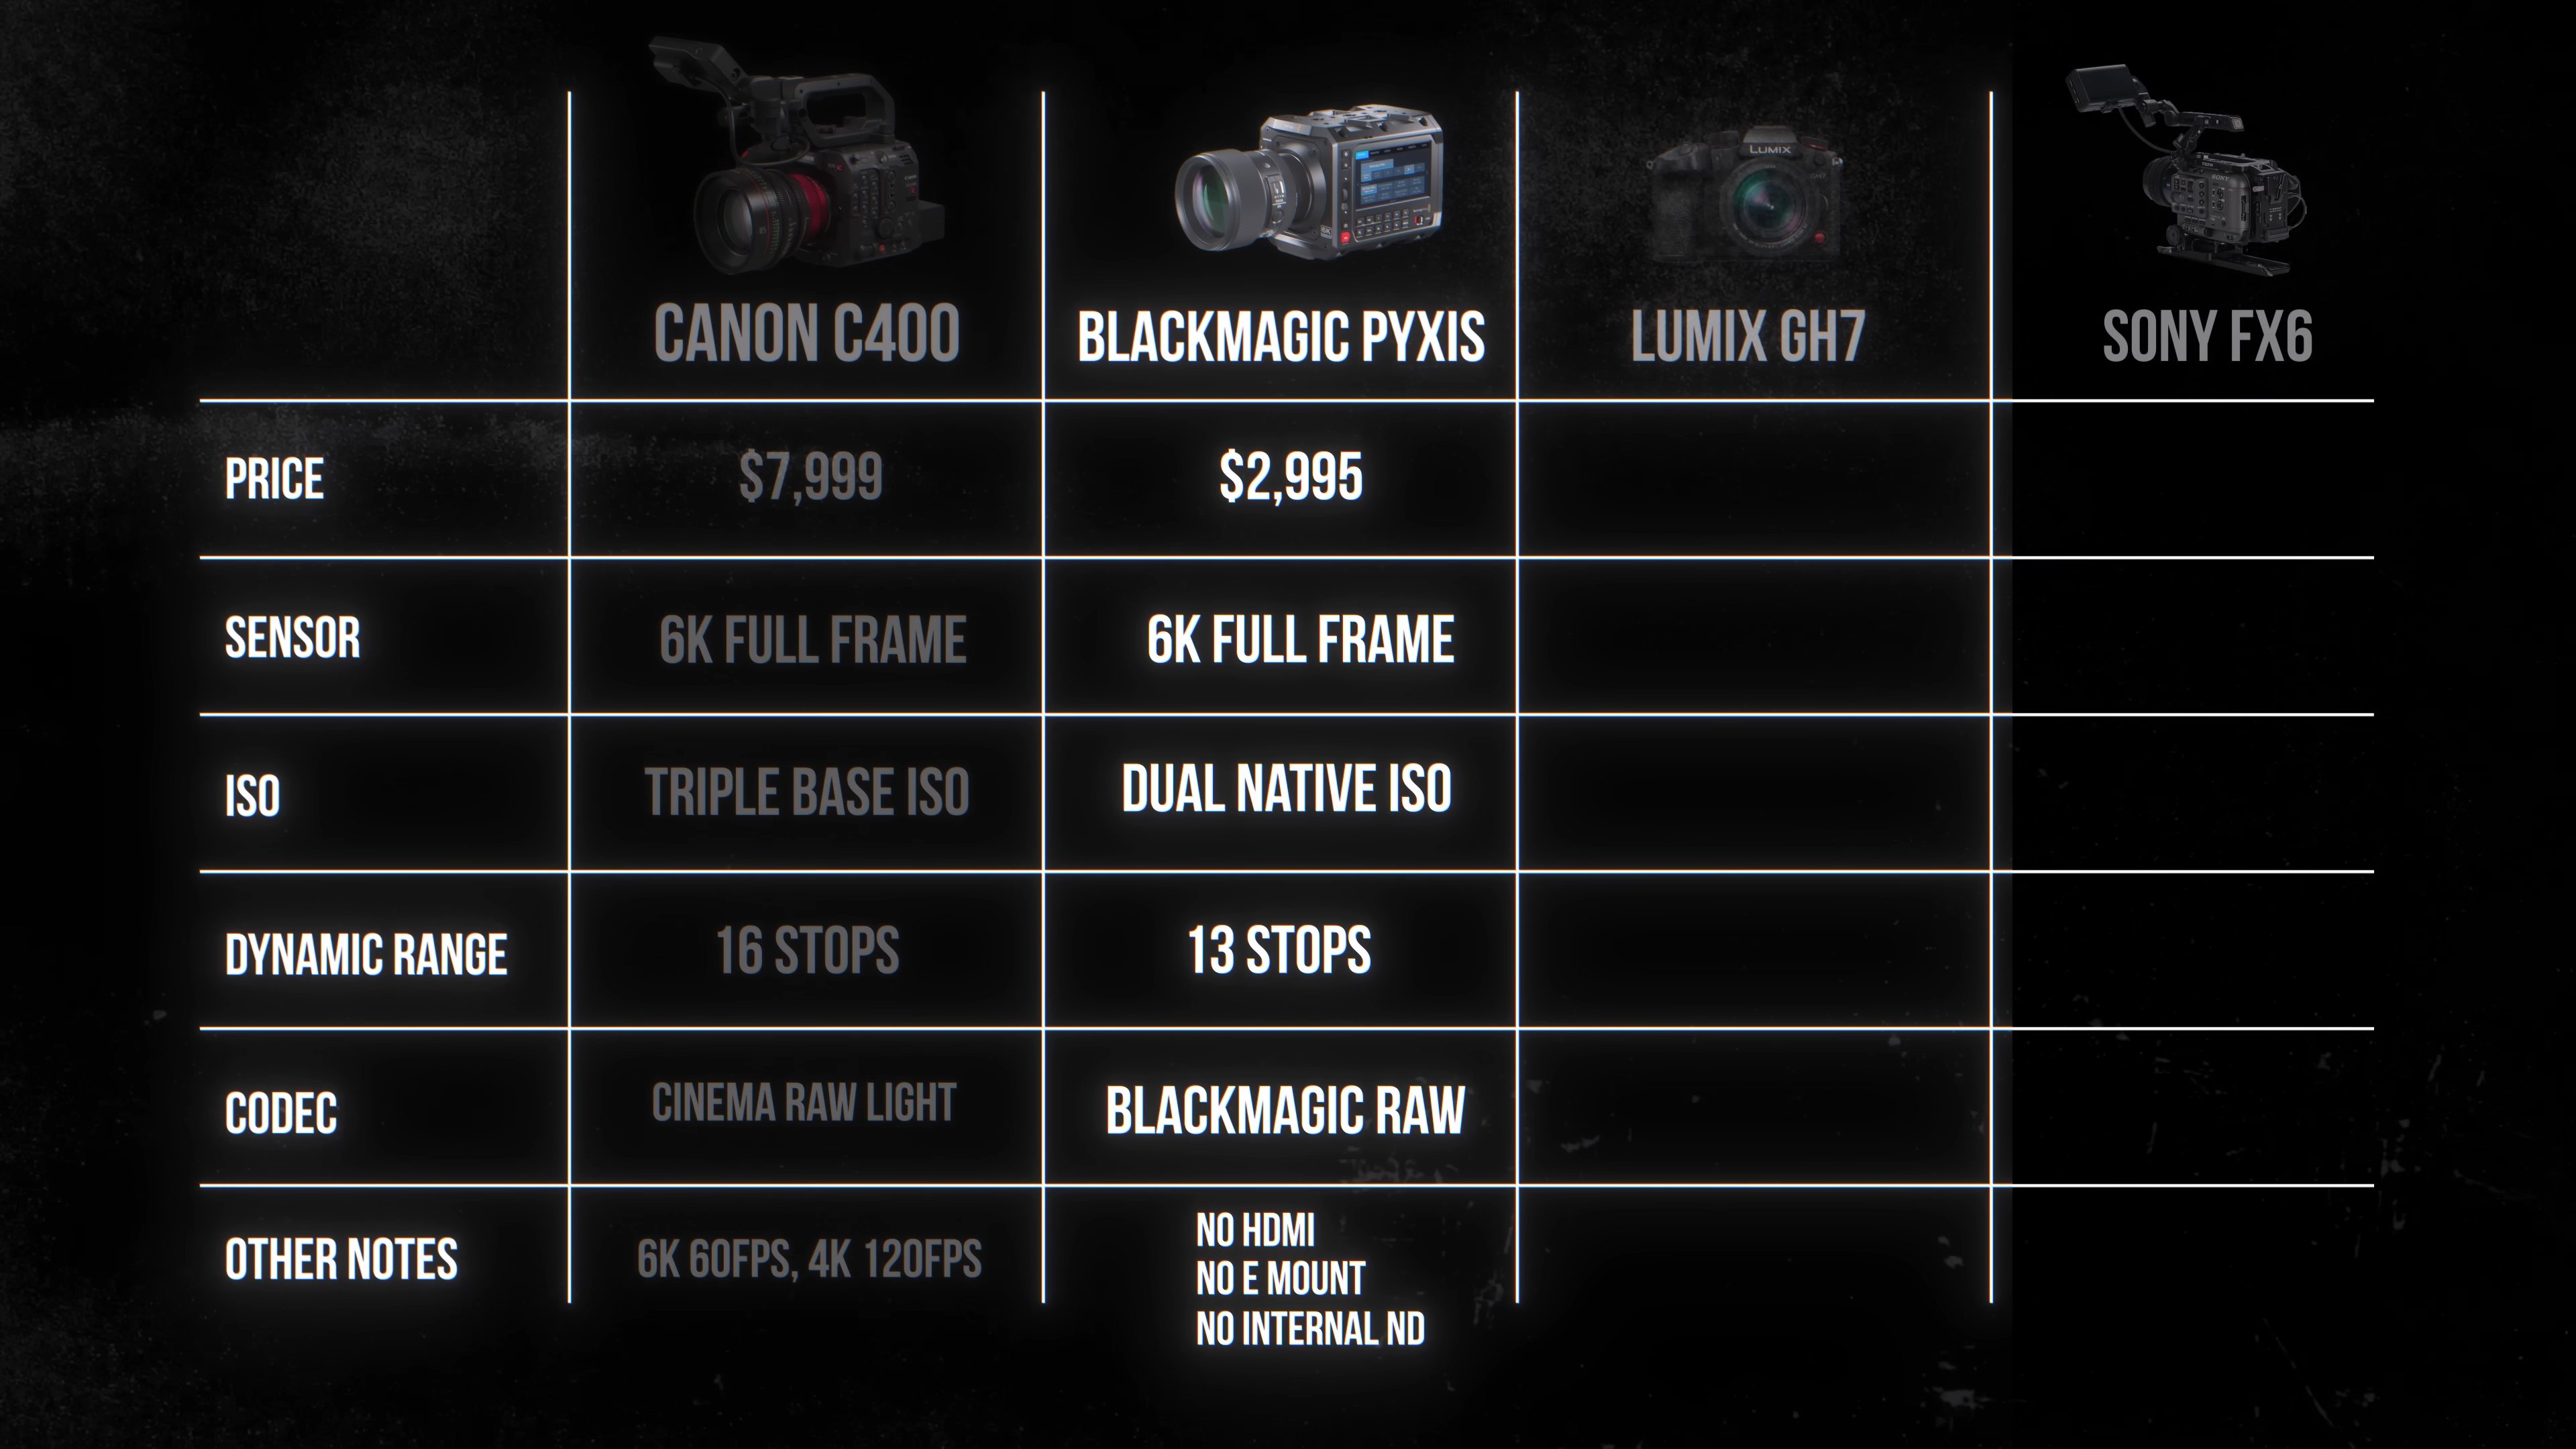 LUMIX
CANON C400
BLACKMAGIC PYXIS
LUMIX GH7
SONY FX6
PRICE
$7,999
$2,995
SENSOR
6K FULL FRAME
6K FULL FRAME
ISO
TRIPLE BASE ISO
DUAL NATIVE ISO
DYNAMIC RANGE
16 STOPS
13 STOPS
CODEC
CINEMA RAW LIGHT
BLACKMAGIC RAW
OTHER NOTES
6K 60FPS, 4K 120FPS
NO HDMI
NO E MOUNT
NO INTERNAL ND